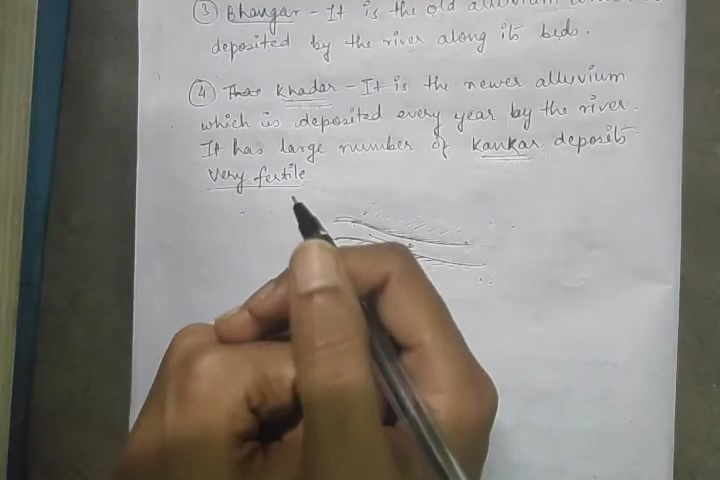 ③ Bhangar - It is the old alluvium
deposited by the river along its beds.
④ Khadar - It is the newer alluvium
which is deposited every year by the river.
It has large number of Kankar deposits
Very fertile